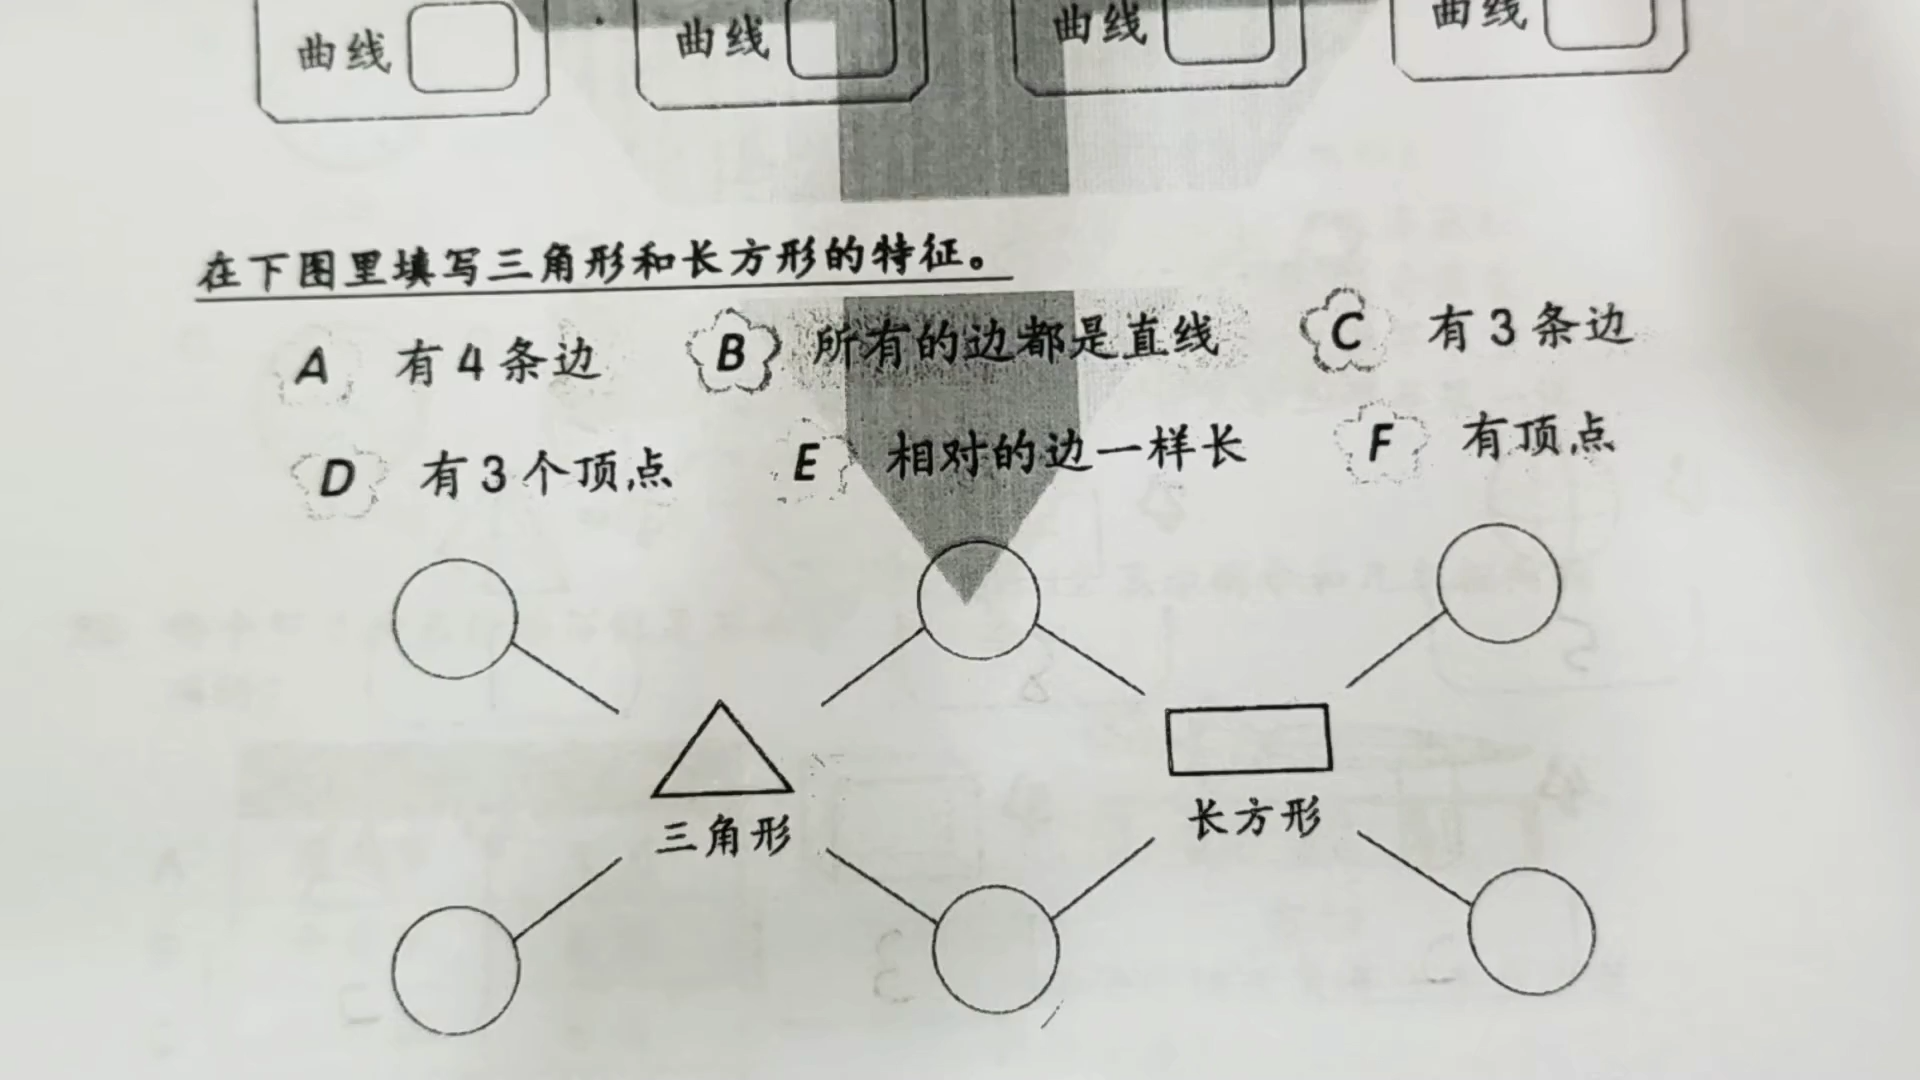 曲线 曲线 曲线 曲线
在下图里填写三角形和长方形的特征。
A 有4条边 B 所有的边都是直线 C 有3条边
D 有3个顶点 E 相对的边一样长 F 有顶点
三角形 长方形